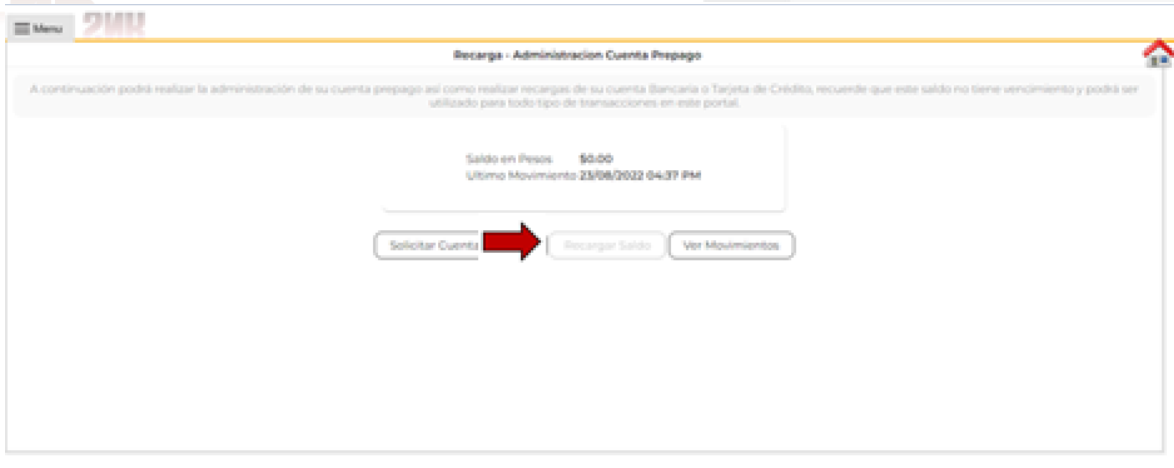 Menu
Recarga - Administracion Cuenta Prepago
A continuación podrá realizar la administración de su cuenta prepago así como realizar recargas de su cuenta Bancaria o Tarjeta de Crédito, recuerde que este saldo no tiene vencimiento y podrá ser
utilizado para todo tipo de transacciones en este portal.
Saldo en Pesos $0.00
Ultimo Movimiento 23/08/2022 04:37 PM
Solicitar Cuenta Recargar Saldo Ver Movimientos